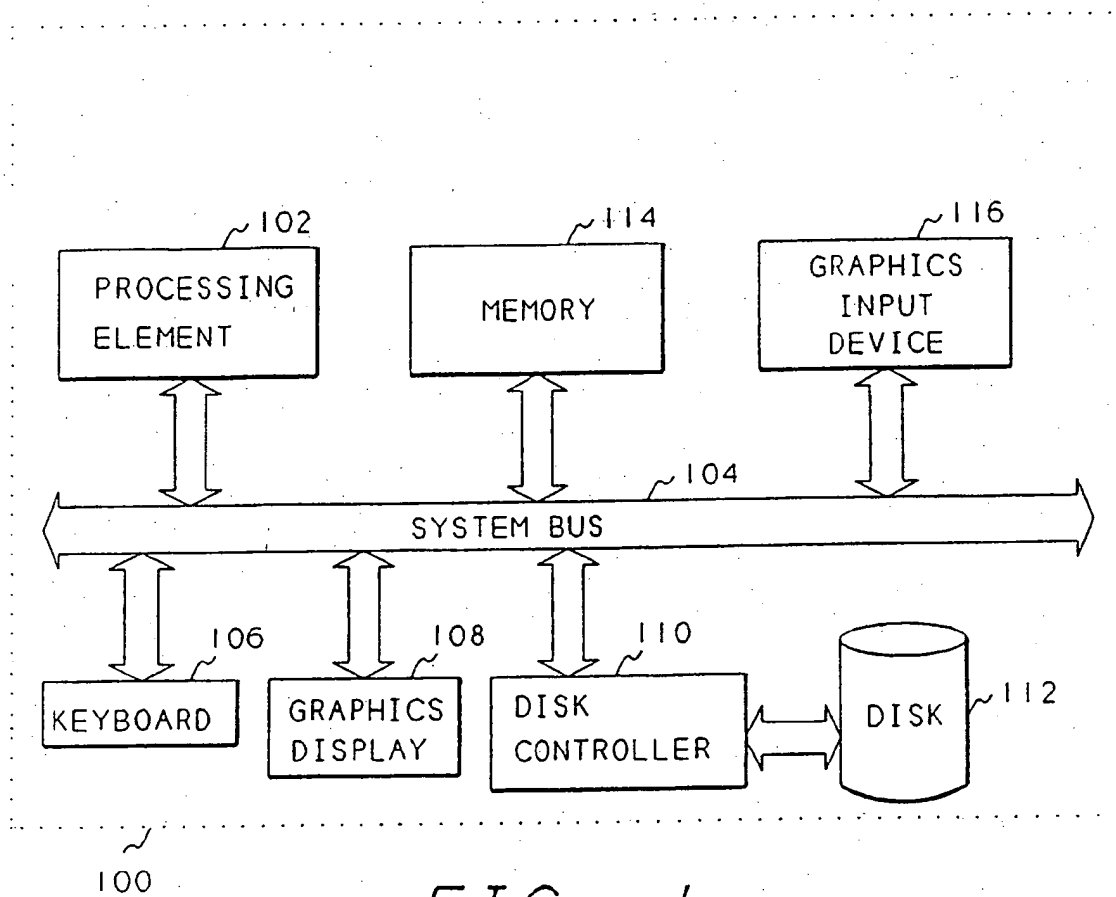 102
114
116
PROCESSING
ELEMENT
MEMORY
GRAPHICS
INPUT
DEVICE
104
SYSTEM BUS
106
108
110
112
KEYBOARD
GRAPHICS
DISPLAY
DISK
CONTROLLER
DISK
100